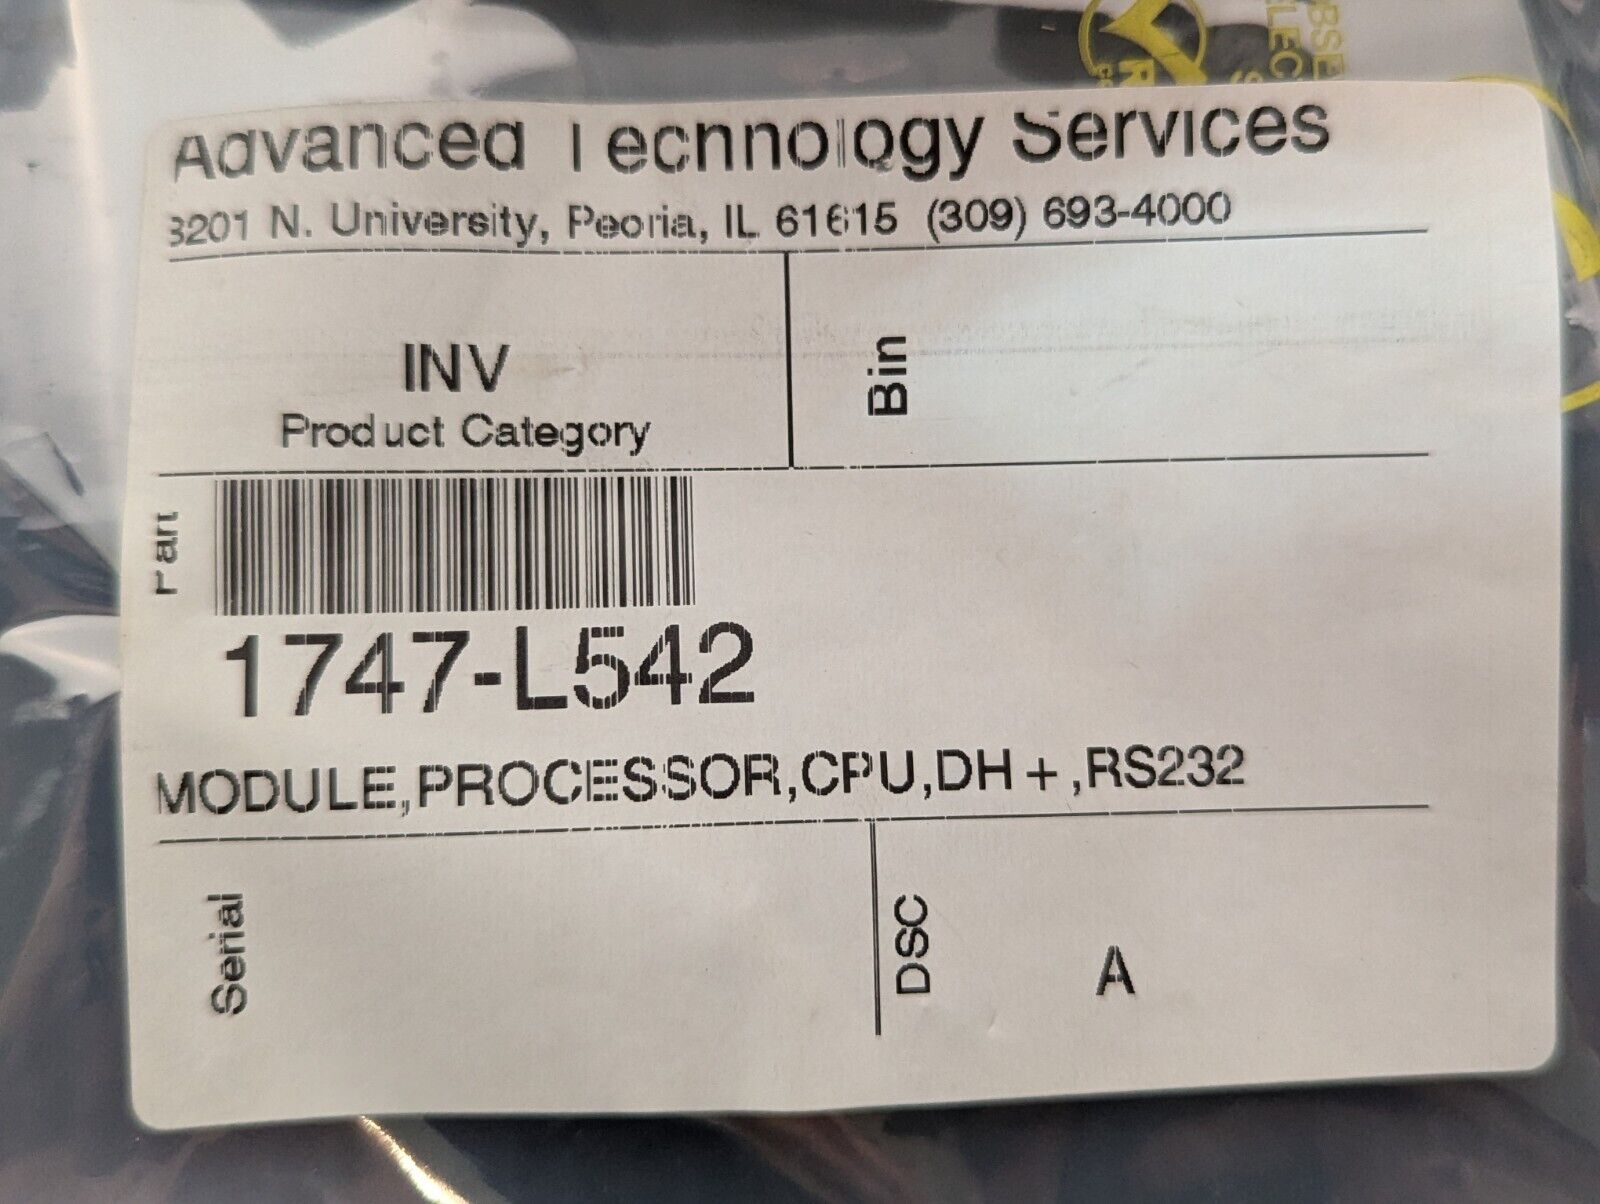 Advanced Technology Services
3201 N. University, Peoria, IL 61615 (309) 693-4000
INV
Product Category
Bin
Part
1747-L542
MODULE,PROCESSOR,CPU,DH+,RS232
Serial
DSC
A